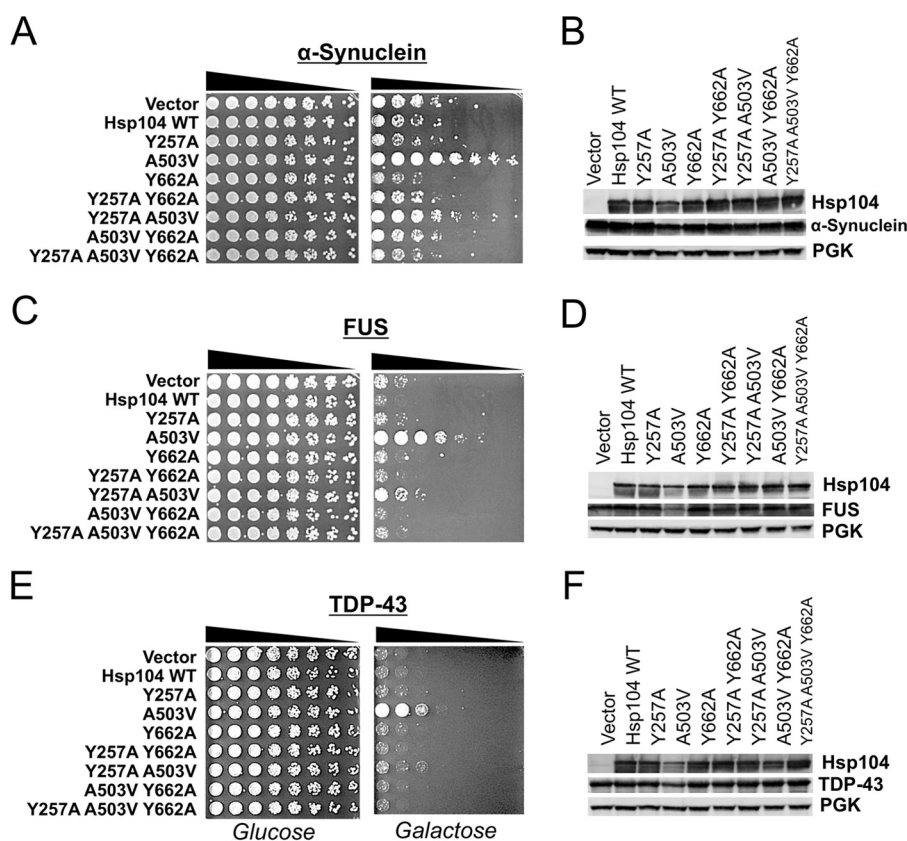 A
α-Synuclein
Vector
Hsp104 WT
Y257A
A503V
Y662A
Y257A Y662A
Y257A A503V
A503V Y662A
Y257A A503V Y662A
B
Vector
Hsp104 WT
Y257A
A503V
Y662A
Y257A Y662A
Y257A A503V
A503V Y662A
Y257A A503V Y662A
Hsp104
α-Synuclein
PGK
C
FUS
Vector
Hsp104 WT
Y257A
A503V
Y662A
Y257A Y662A
Y257A A503V
A503V Y662A
Y257A A503V Y662A
D
Vector
Hsp104 WT
Y257A
A503V
Y662A
Y257A Y662A
Y257A A503V
A503V Y662A
Y257A A503V Y662A
Hsp104
FUS
PGK
E
TDP-43
Vector
Hsp104 WT
Y257A
A503V
Y662A
Y257A Y662A
Y257A A503V
A503V Y662A
Y257A A503V Y662A
Glucose
Galactose
F
Vector
Hsp104 WT
Y257A
A503V
Y662A
Y257A Y662A
Y257A A503V
A503V Y662A
Y257A A503V Y662A
Hsp104
TDP-43
PGK